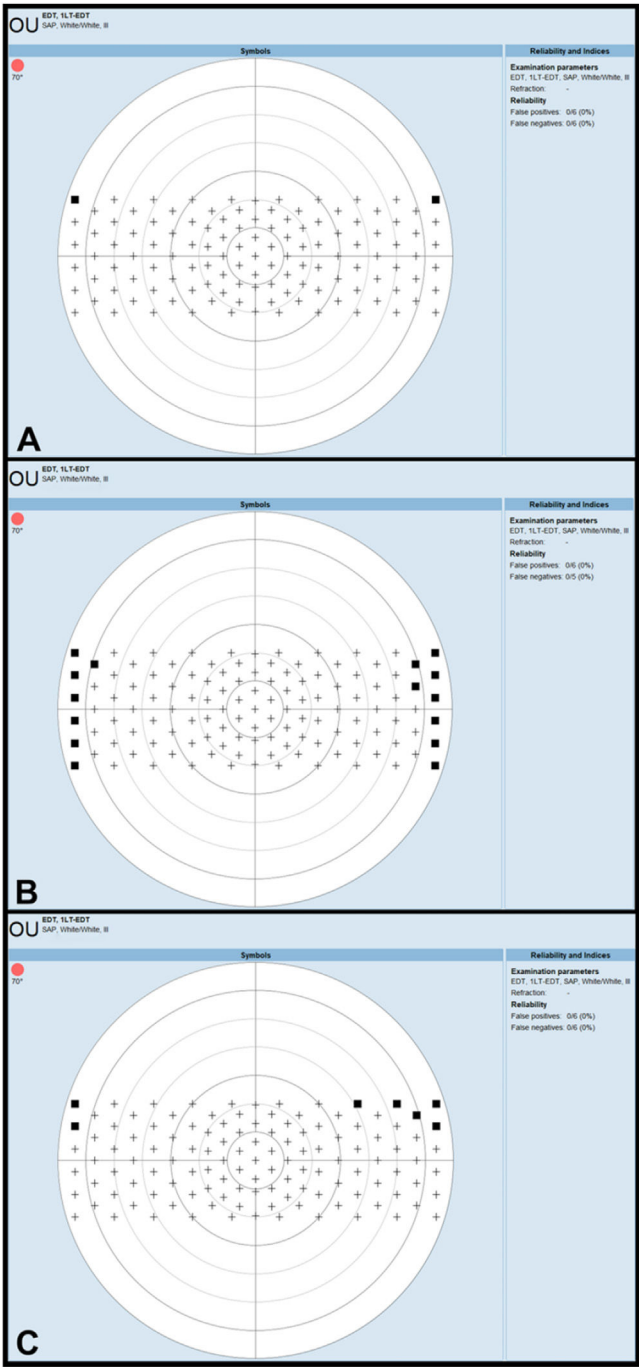 OU EDT, 1LT-EDT
SAP, White/White, III
Symbols
Reliability and Indices
70°
Examination parameters
EDT, 1LT-EDT, SAP, White/White, III
Refraction: -
Reliability
False positives: 0/6 (0%)
False negatives: 0/6 (0%)
A
OU EDT, 1LT-EDT
SAP, White/White, III
Symbols
Reliability and Indices
70°
Examination parameters
EDT, 1LT-EDT, SAP, White/White, III
Refraction: -
Reliability
False positives: 0/6 (0%)
False negatives: 0/5 (0%)
B
OU EDT, 1LT-EDT
SAP, White/White, III
Symbols
Reliability and Indices
70°
Examination parameters
EDT, 1LT-EDT, SAP, White/White, III
Refraction: -
Reliability
False positives: 0/6 (0%)
False negatives: 0/6 (0%)
C